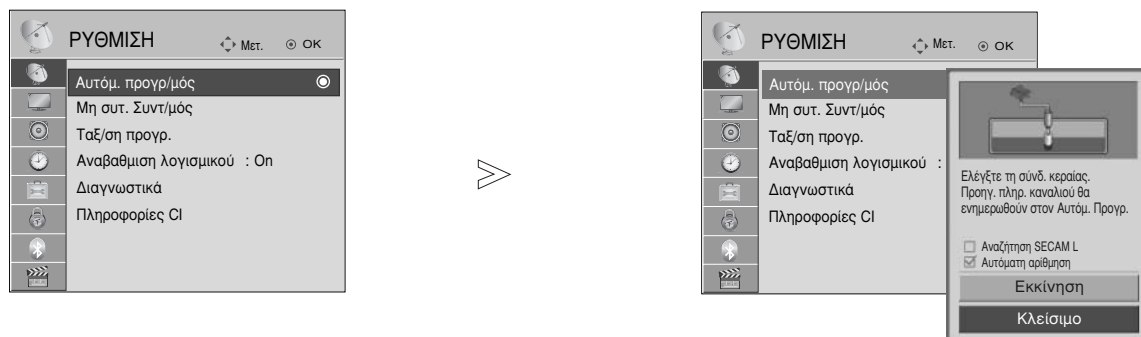 ΡΥΘΜΙΣΗ Μετ. OK
Αυτόμ. προγρ/μός
Μη συτ. Συντ/μός
Ταξ/ση προγρ.
Αναβαθμιση λογισμικού : On
Διαγνωστικά
Πληροφορίες CI
ΡΥΘΜΙΣΗ Μετ. OK
Αυτόμ. προγρ/μός
Μη συτ. Συντ/μός
Ταξ/ση προγρ.
Αναβαθμιση λογισμικού :
Διαγνωστικά
Πληροφορίες CI
Ελέγξτε τη σύνδ. κεραίας.
Προηγ. πληρ. καναλιού θα
ενημερωθούν στον Αυτόμ. Προγρ.
Αναζήτηση SECAM L
Αυτόματη αρίθμηση
Εκκίνηση
Κλείσιμο